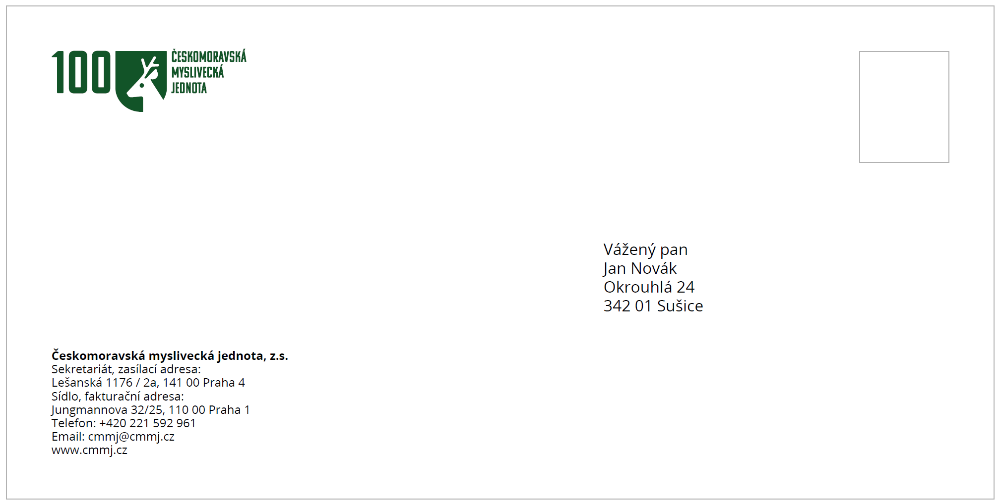 100
ČESKOMORAVSKÁ
MYSLIVECKÁ
JEDNOTA
Vážený pan
Jan Novák
Okrouhlá 24
342 01 Sušice
Českomoravská myslivecká jednota, z.s.
Sekretariát, zasílací adresa:
Lešanská 1176 / 2a, 141 00 Praha 4
Sídlo, fakturační adresa:
Jungmannova 32/25, 110 00 Praha 1
Telefon: +420 221 592 961
Email: cmmj@cmmj.cz
www.cmmj.cz